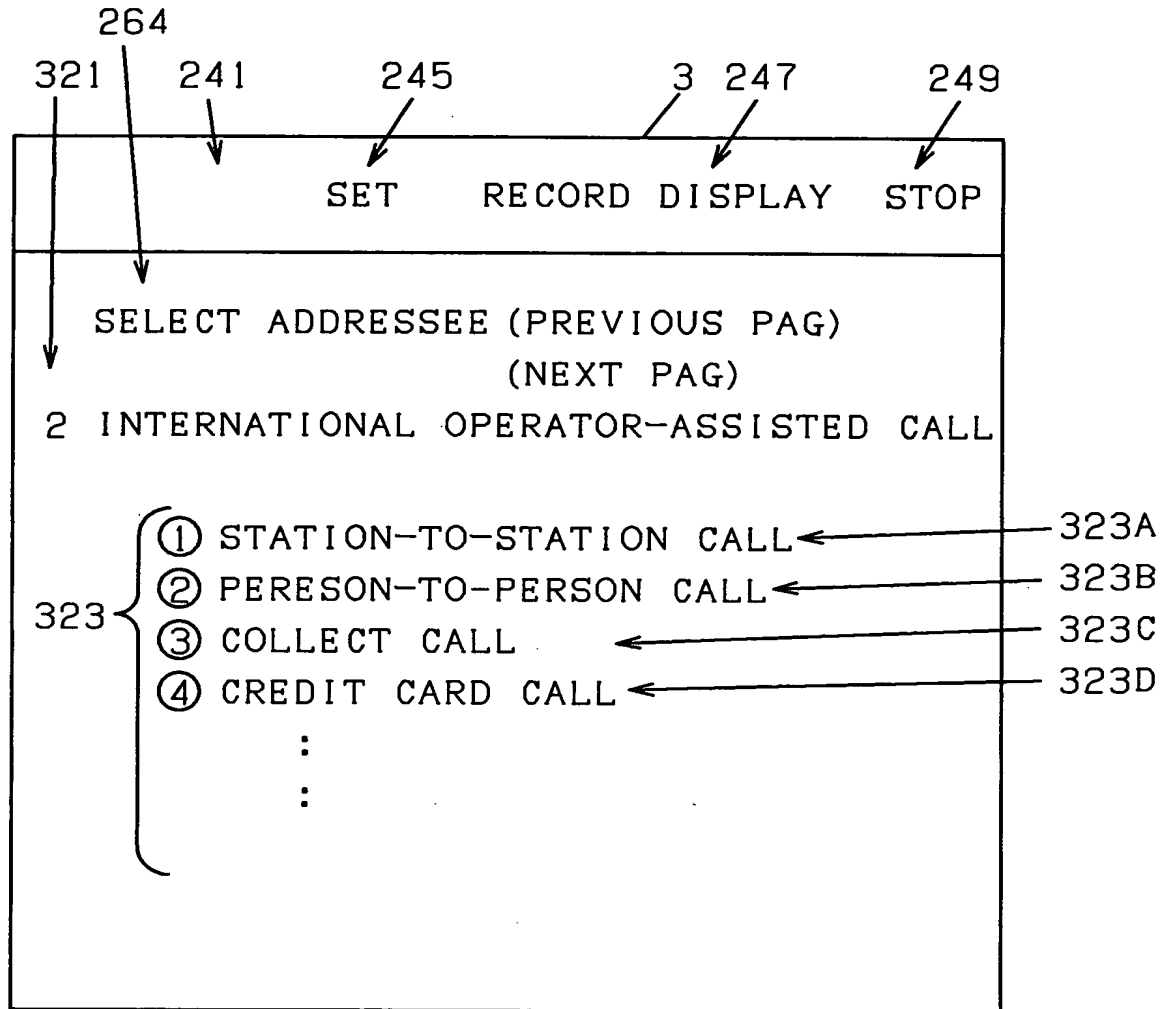 264
321 241 245 3 247 249
SET RECORD DISPLAY STOP
SELECT ADDRESSEE (PREVIOUS PAG)
(NEXT PAG)
2 INTERNATIONAL OPERATOR-ASSISTED CALL
① STATION-TO-STATION CALL 323A
② PERESON-TO-PERSON CALL 323B
323
③ COLLECT CALL 323C
④ CREDIT CARD CALL 323D
:
: